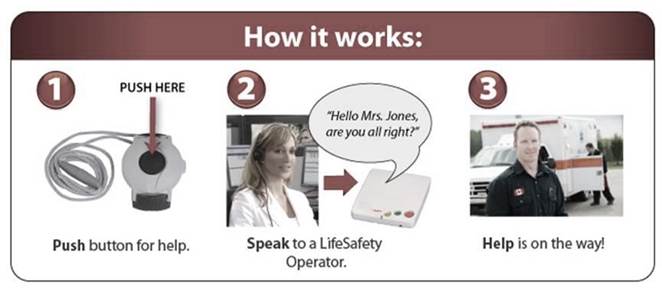 How it works:
1
PUSH HERE
Push button for help.
2
"Hello Mrs. Jones,
are you all right?"
Speak to a LifeSafety
Operator.
3
Help is on the way!